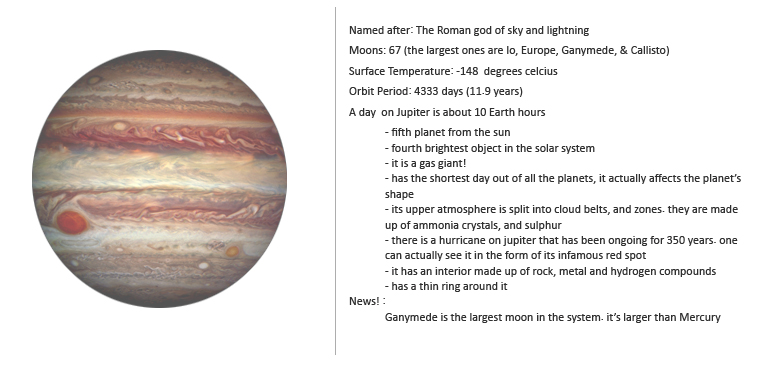 Named after: The Roman god of sky and lightning
Moons: 67 (the largest ones are Io, Europe, Ganymede, & Callisto)
Surface Temperature: -148 degrees celcius
Orbit Period: 4333 days (11.9 years)
A day on Jupiter is about 10 Earth hours
- fifth planet from the sun
- fourth brightest object in the solar system
- it is a gas giant!
- has the shortest day out of all the planets, it actually affects the planet's
shape
- its upper atmosphere is split into cloud belts, and zones. they are made
up of ammonia crystals, and sulphur
- there is a hurricane on jupiter that has been ongoing for 350 years. one
can actually see it in the form of its infamous red spot
- it has an interior made up of rock, metal and hydrogen compounds
- has a thin ring around it
News! :
Ganymede is the largest moon in the system. it's larger than Mercury